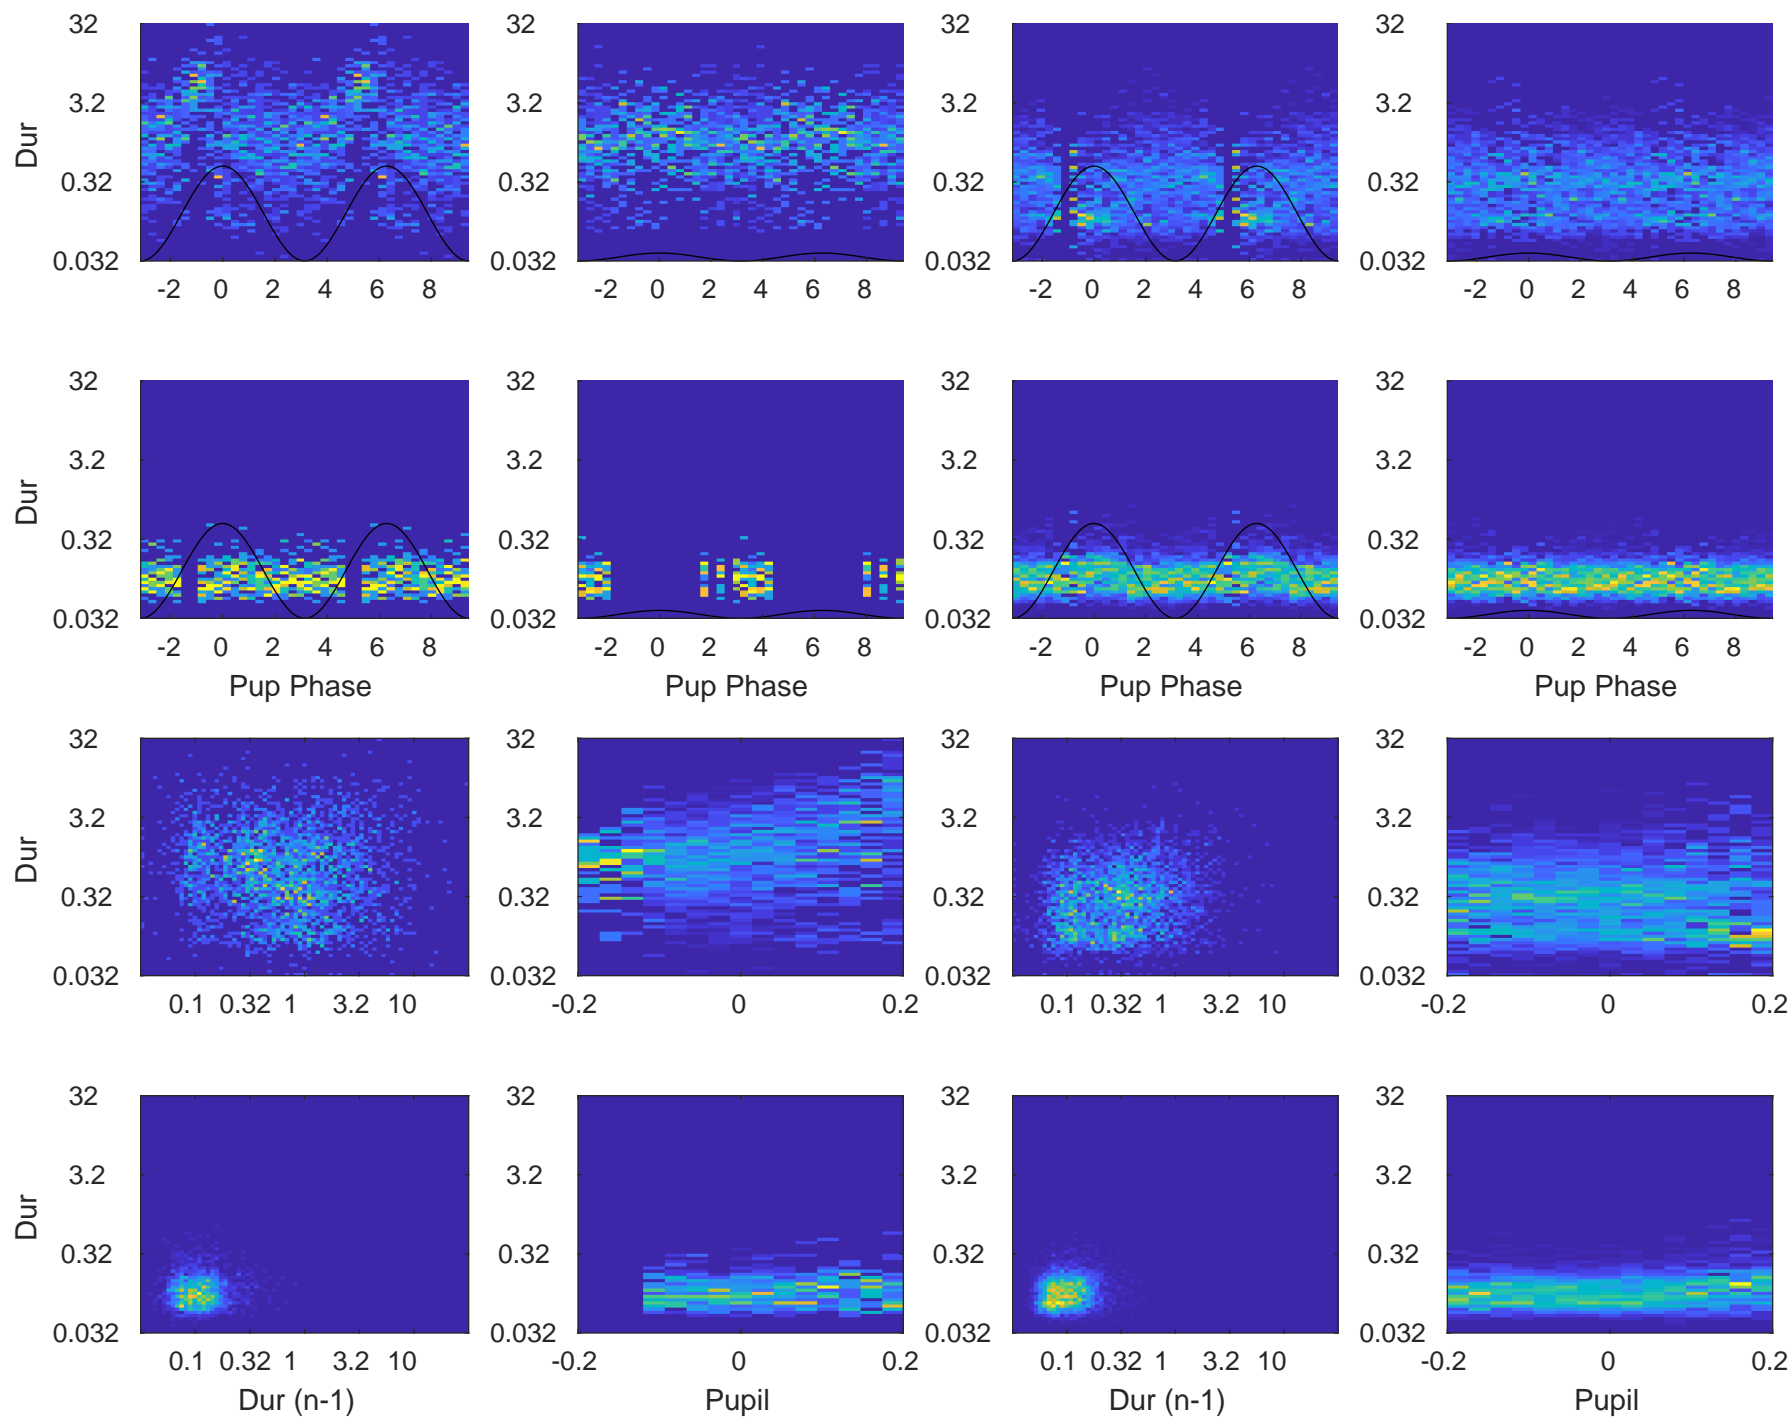 32 32 32 32
3.2 3.2 3.2 3.2
Dur
0.32 0.32 0.32 0.32
0.032 0.032 0.032 0.032
-2 0 2 4 6 8 -2 0 2 4 6 8 -2 0 2 4 6 8 -2 0 2 4 6 8
32 32 32 32
3.2 3.2 3.2 3.2
Dur
0.32 0.32 0.32 0.32
0.032 0.032 0.032 0.032
-2 0 2 4 6 8 -2 0 2 4 6 8 -2 0 2 4 6 8 -2 0 2 4 6 8
Pup Phase Pup Phase Pup Phase Pup Phase
32 32 32 32
3.2 3.2 3.2 3.2
Dur
0.32 0.32 0.32 0.32
0.032 0.032 0.032 0.032
0.1 0.32 1 3.2 10 -0.2 0 0.2 0.1 0.32 1 3.2 10 -0.2 0 0.2
32 32 32 32
3.2 3.2 3.2 3.2
Dur
0.32 0.32 0.32 0.32
0.032 0.032 0.032 0.032
0.1 0.32 1 3.2 10 -0.2 0 0.2 0.1 0.32 1 3.2 10 -0.2 0 0.2
Dur (n-1) Pupil Dur (n-1) Pupil